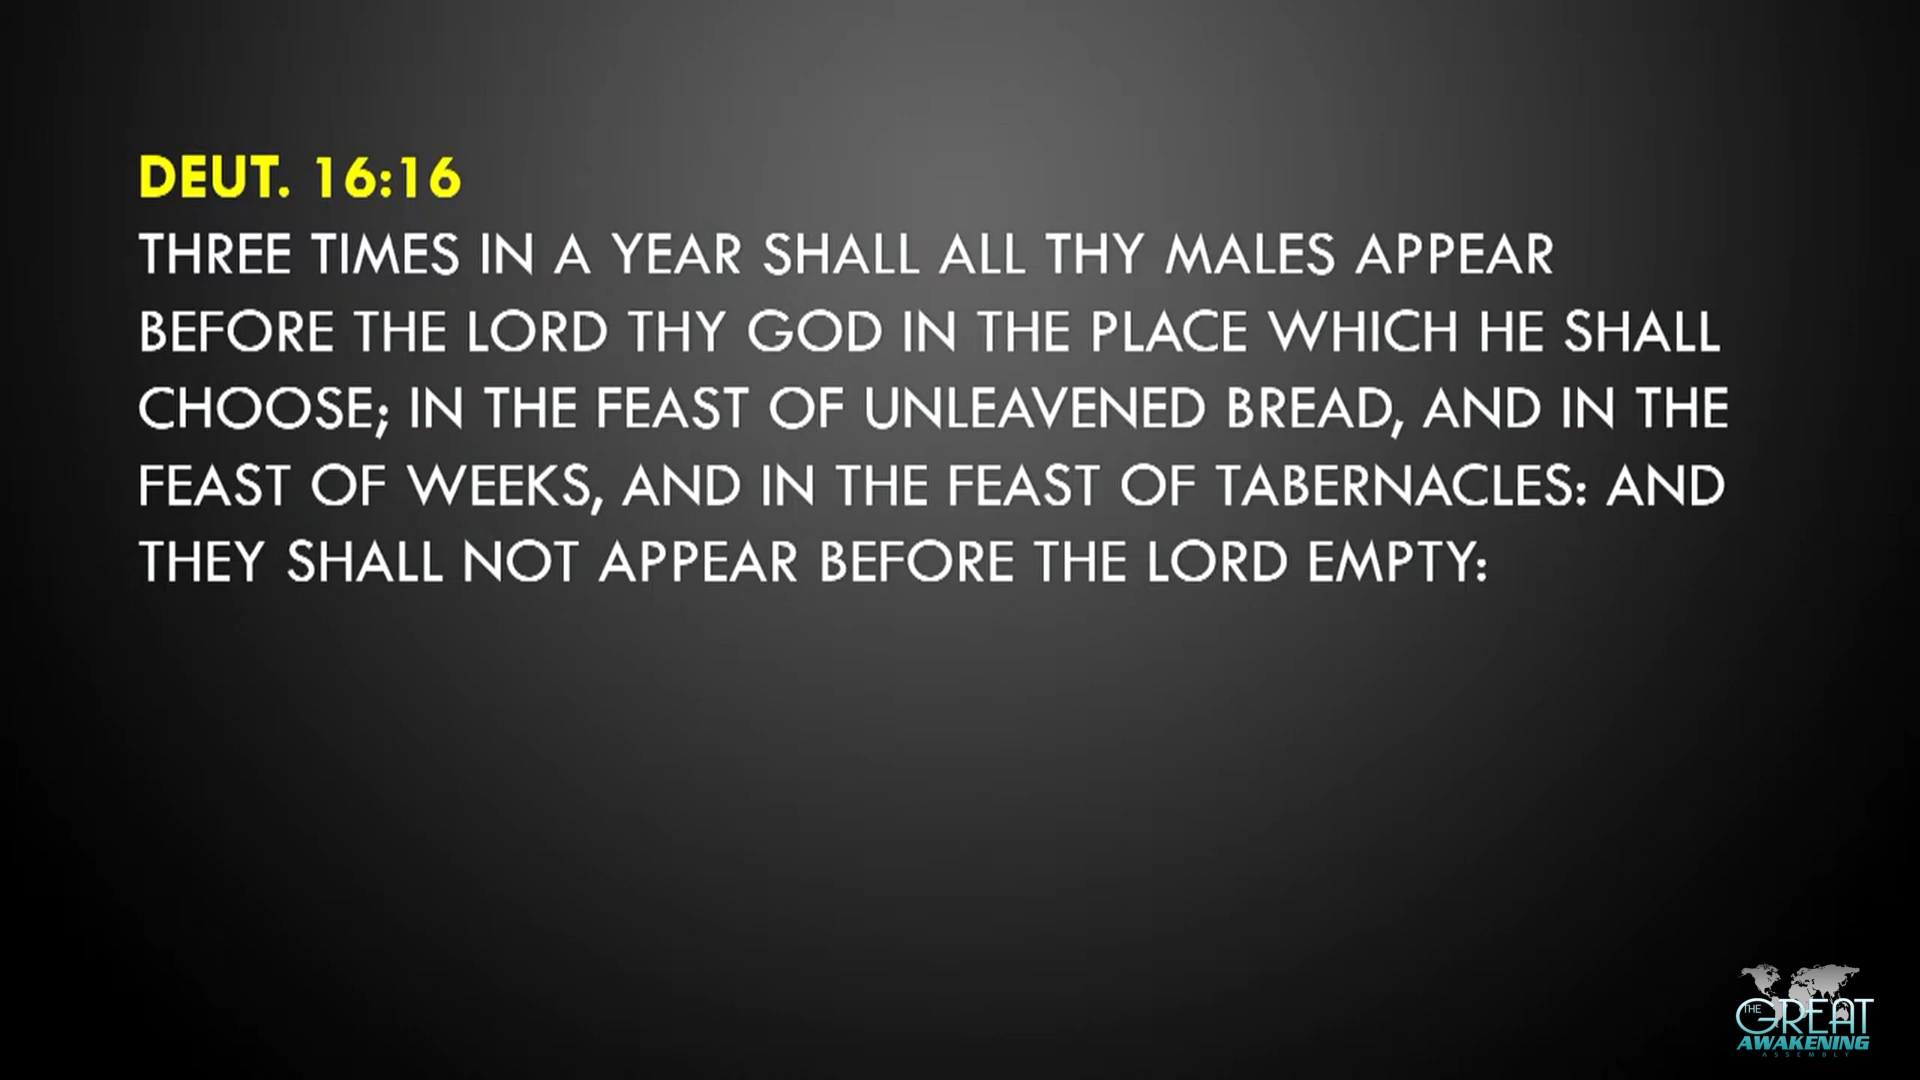 DEUT. 16:16
THREE TIMES IN A YEAR SHALL ALL THY MALES APPEAR
BEFORE THE LORD THY GOD IN THE PLACE WHICH HE SHALL
CHOOSE; IN THE FEAST OF UNLEAVENED BREAD, AND IN THE
FEAST OF WEEKS, AND IN THE FEAST OF TABERNACLES: AND
THEY SHALL NOT APPEAR BEFORE THE LORD EMPTY:
THE GREAT
AWAKENING
ASSEMBLY